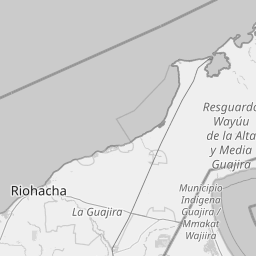 Resguardo
Wayúu
de la Alta
y Media
Guajira
Riohacha
La Guajira
Municipio
Indígena
Guajira /
Mmakat
Wajiira